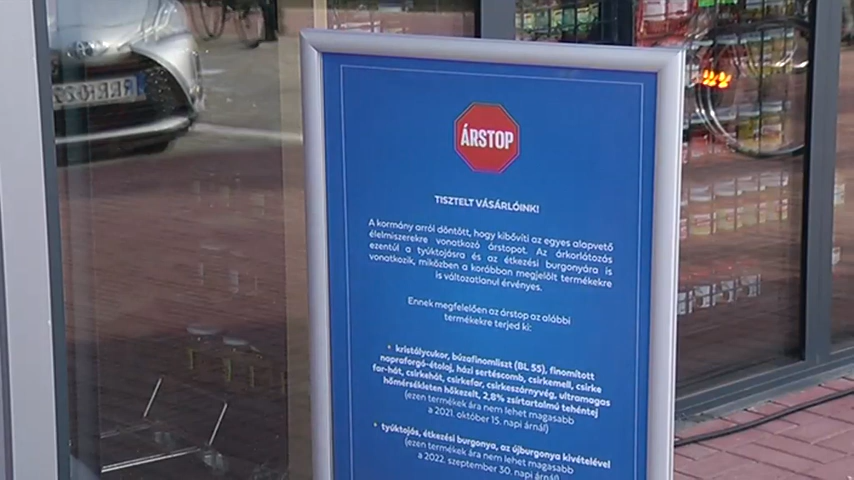 ÁRSTOP
TISZTELT VÁSÁRLÓINK!
A kormány arról döntött, hogy kibővíti az egyes alapvető
élelmiszerekre vonatkozó árstopot. Az árkorlátozás
ezentúl a tyúktojásra és az étkezési burgonyára is
vonatkozik, miközben a korábban megjelölt termékekre
is változatlanul érvényes.
Ennek megfelelően az árstop az alábbi
termékekre terjed ki:
• kristálycukor, búzafinomliszt (BL 55), finomított
napraforgó-étolaj, házi sertéscomb, csirkemell, csirke
far-hát, csirkehát, csirkefar, csirkeszárnyvég, ultramagas
hőmérsékleten hőkezelt, 2,8% zsírtartalmú tehéntej
(ezen termékek ára nem lehet magasabb
a 2021. október 15. napi árnál)
• tyúktojás, étkezési burgonya, az újburgonya kivételével
(ezen termékek ára nem lehet magasabb
a 2022. szeptember 30. napi árnál)